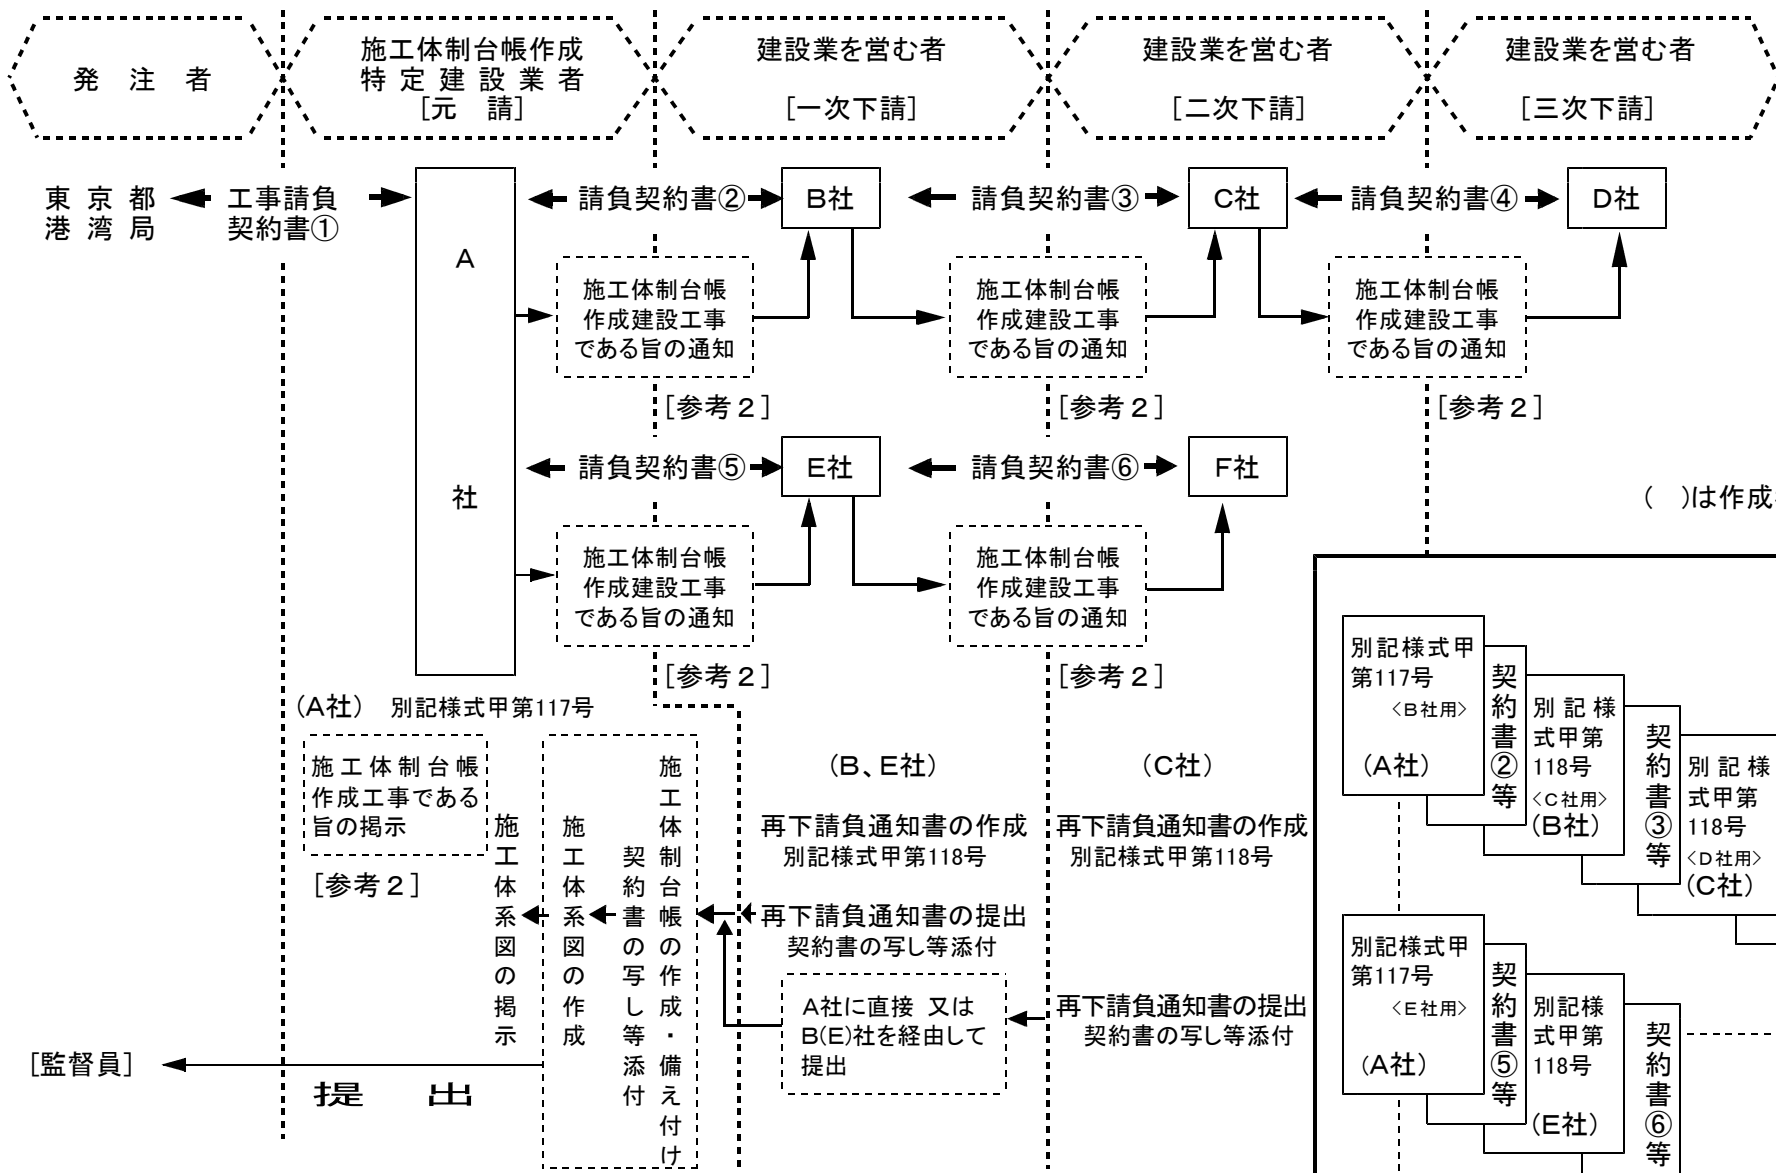 発 注 者
施工体制台帳作成
特 定 建 設 業 者
[元 請]
建設業を営む者
[一次下請]
建設業を営む者
[二次下請]
建設業を営む者
[三次下請]
東 京 都
港 湾 局
工事請負
契約書①
A
社
請負契約書②
B社
請負契約書③
C社
請負契約書④
D社
施工体制台帳
作成建設工事
である旨の通知
[参考2]
施工体制台帳
作成建設工事
である旨の通知
[参考2]
施工体制台帳
作成建設工事
である旨の通知
[参考2]
請負契約書⑤
E社
請負契約書⑥
F社
施工体制台帳
作成建設工事
である旨の通知
[参考2]
施工体制台帳
作成建設工事
である旨の通知
[参考2]
( )は作成
(A社) 別記様式甲第117号
施 工 体 制 台 帳
作成工事である
旨の掲示
[参考2]
施工体系図の掲示
施工体系図の作成
施工体制台帳の作成・備え付け
契約書の写し等添付
(B、E社)
再下請負通知書の作成
別記様式甲第118号
再下請負通知書の提出
契約書の写し等添付
A社に直接 又は
B(E)社を経由して
提出
(C社)
再下請負通知書の作成
別記様式甲第118号
再下請負通知書の提出
契約書の写し等添付
[監督員]
提 出
別記様式甲
第117号
<B社用>
(A社)
契約書②等
別 記 様
式甲第
118号
<C社用>
(B社)
契約書③等
別 記 様
式甲第
118号
<D社用>
(C社)
別記様式甲
第117号
<E社用>
(A社)
契約書⑤等
別記様
式甲第
118号
(E社)
契約書⑥等